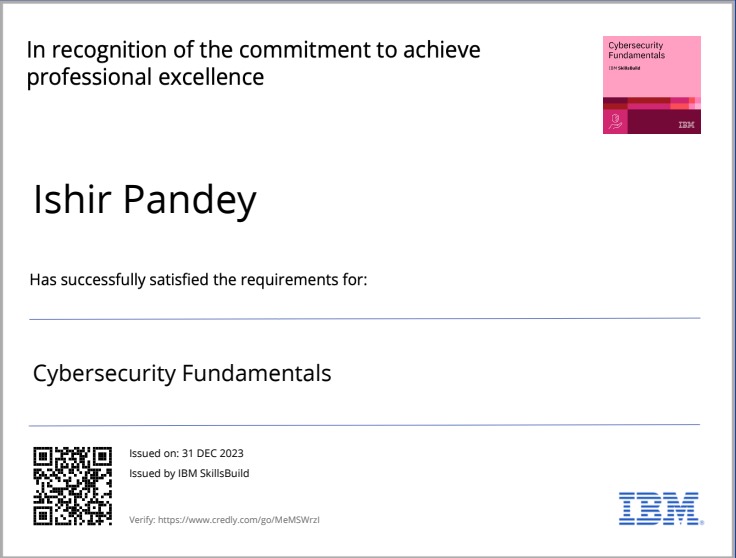 In recognition of the commitment to achieve
professional excellence
Cybersecurity
Fundamentals
IBM SkillsBuild
IBM
Ishir Pandey
Has successfully satisfied the requirements for:
Cybersecurity Fundamentals
Issued on: 31 DEC 2023
Issued by IBM SkillsBuild
Verify: https://www.credly.com/go/MeMSWrzI
IBM®